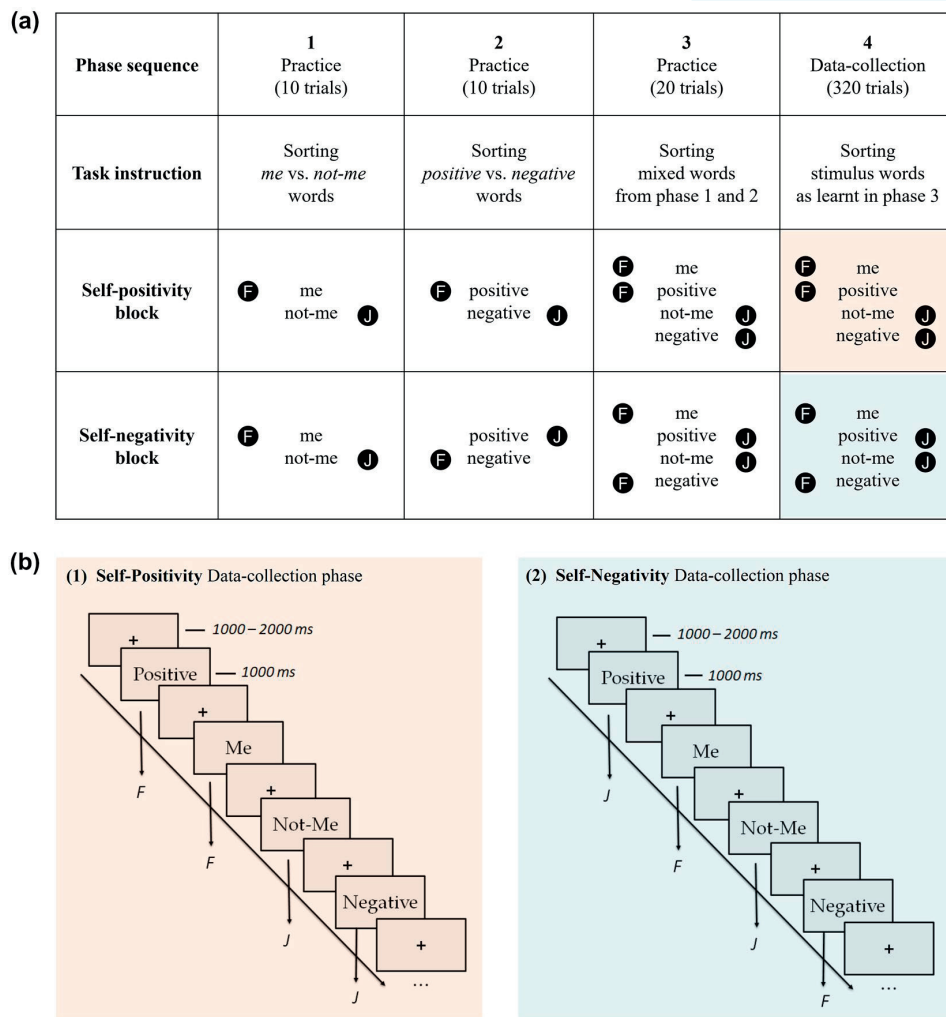 (a)
Phase sequence
1
Practice
(10 trials)
2
Practice
(10 trials)
3
Practice
(20 trials)
4
Data-collection
(320 trials)
Task instruction
Sorting
me vs. not-me
words
Sorting
positive vs. negative
words
Sorting
mixed words
from phase 1 and 2
Sorting
stimulus words
as learnt in phase 3
Self-positivity
block
F me
not-me J
F positive
negative J
F me
F positive
not-me J
negative J
F me
F positive
not-me J
negative J
Self-negativity
block
F me
not-me J
positive J
F negative
F me
positive J
not-me J
F negative
F me
positive J
not-me J
F negative
(b)
(1) Self-Positivity Data-collection phase
+
1000 – 2000 ms
Positive
1000 ms
+
F
Me
+
F
Not-Me
+
J
Negative
+
J
...
(2) Self-Negativity Data-collection phase
+
1000 – 2000 ms
Positive
1000 ms
+
J
Me
+
F
Not-Me
+
J
Negative
+
F
...